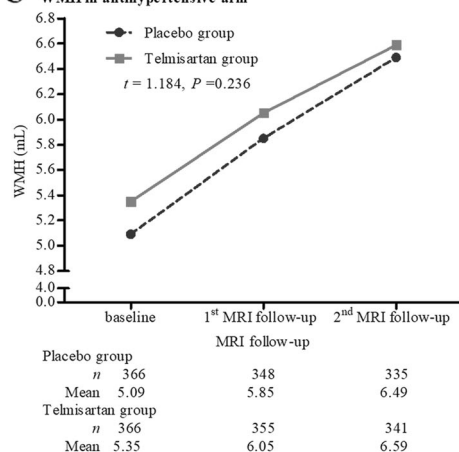 WMH in antihypertensive arm
6.8
6.6
6.4
6.2
6.0
5.8
5.6
5.4
5.2
5.0
4.8
4.0
0.0
WMH (mL)
Placebo group
Telmisartan group
t = 1.184, P =0.236
baseline 1st MRI follow-up 2nd MRI follow-up
MRI follow-up
Placebo group
n 366 348 335
Mean 5.09 5.85 6.49
Telmisartan group
n 366 355 341
Mean 5.35 6.05 6.59